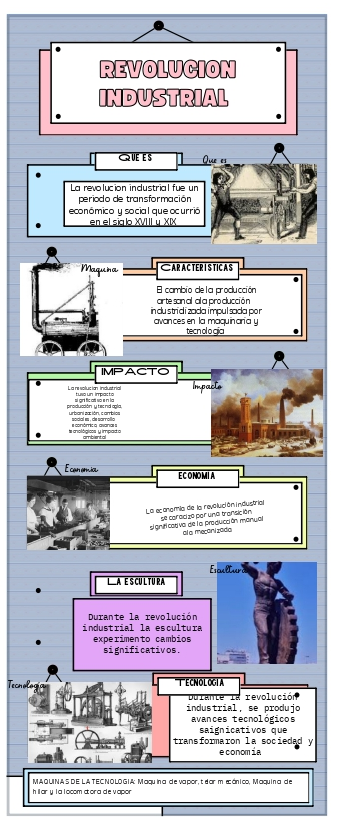 REVOLUCION
INDUSTRIAL
QUE ES
Que es
La revolucion industrial fue un
periodo de transformación
económico y social que ocurrió
en el siglo XVIII y XIX
Maquina
CARACTERISTICAS
El cambio de la producción
artesanal ala producción
industridizada impulsada por
avances en la maquinaria y
tecnologia
IMPACTO
Impacto
La revolucion industrial
tuvo un impacto
significativo en la
producción y tecnologia,
urbanización, cambios
sociales, desarrollo
económico, avances
tecnológicos y impacto
ambiental
Economia
ECONOMÍA
La economia de la revolución industrial
se caracizo por una transición
significativa de la producción manual
ala mecanizada
LA ESCULTURA
Escultura
Durante la revolución
industrial la escultura
experimento cambios
significativos.
Tecnologia
TECNOLOGIA
Durante la revolución
industrial, se produjo
avances tecnológicos
saignicativos que
transformaron la sociedad y
economía
MAQUINAS DE LA TECNOLOGIA: Maquina de vapor, telar mecánico, Maquina de
hilar y la locomotora de vapor